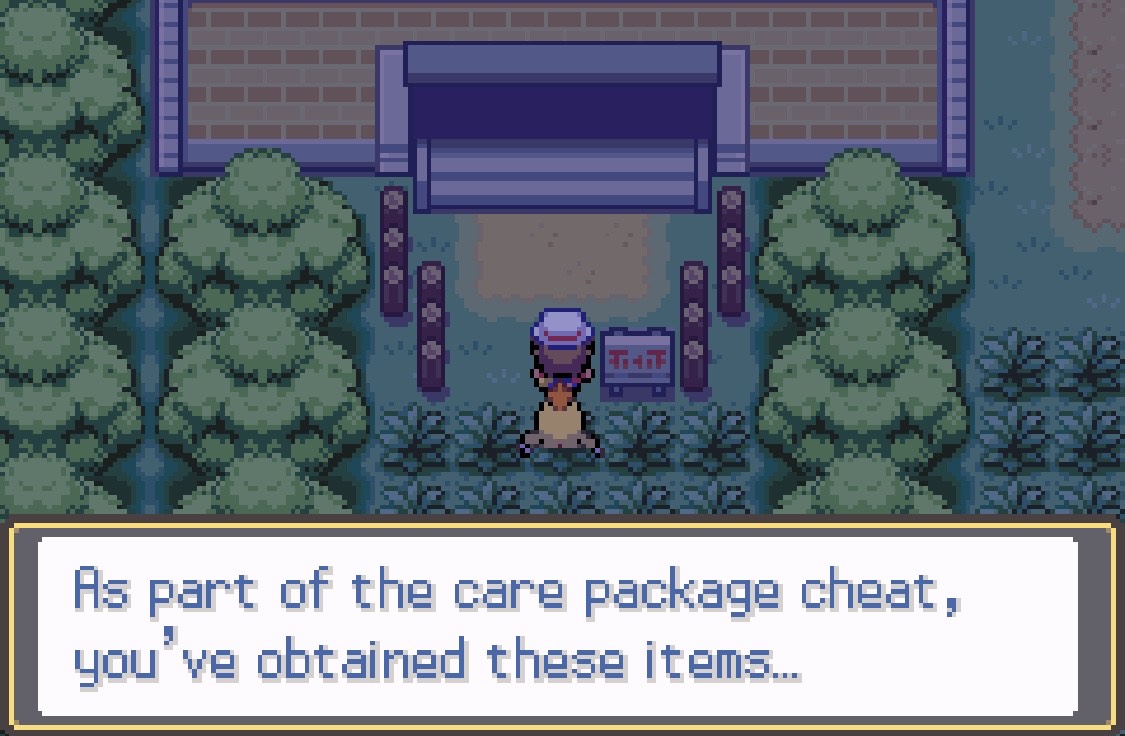 As part of the care package cheat,
you've obtained these items…